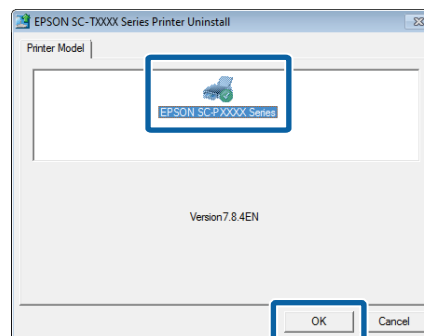 EPSON SC-TXXXX Series Printer Uninstall
Printer Model
EPSON SC-PXXXX Series
Version7.8.4EN
OK Cancel